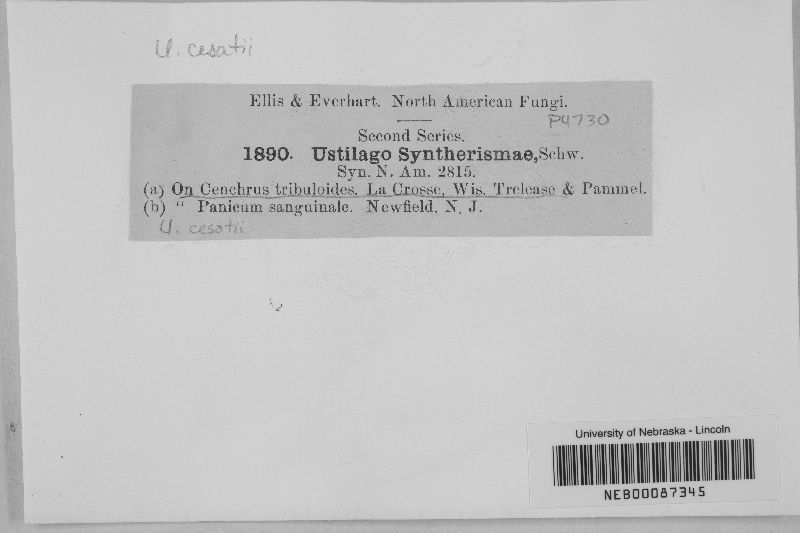 U. cesatii
Ellis & Everhart. North American Fungi.
P4730
Second Series.
1890. Ustilago Syntherismae, Schw.
Syn. N. Am. 2815.
(a) On Cenchrus tribuloides. La Crosse, Wis. Trelease & Pammel.
(b) " Panicum sanguinale. Newfield, N. J.
U. cesatii
University of Nebraska - Lincoln
NEB00087345